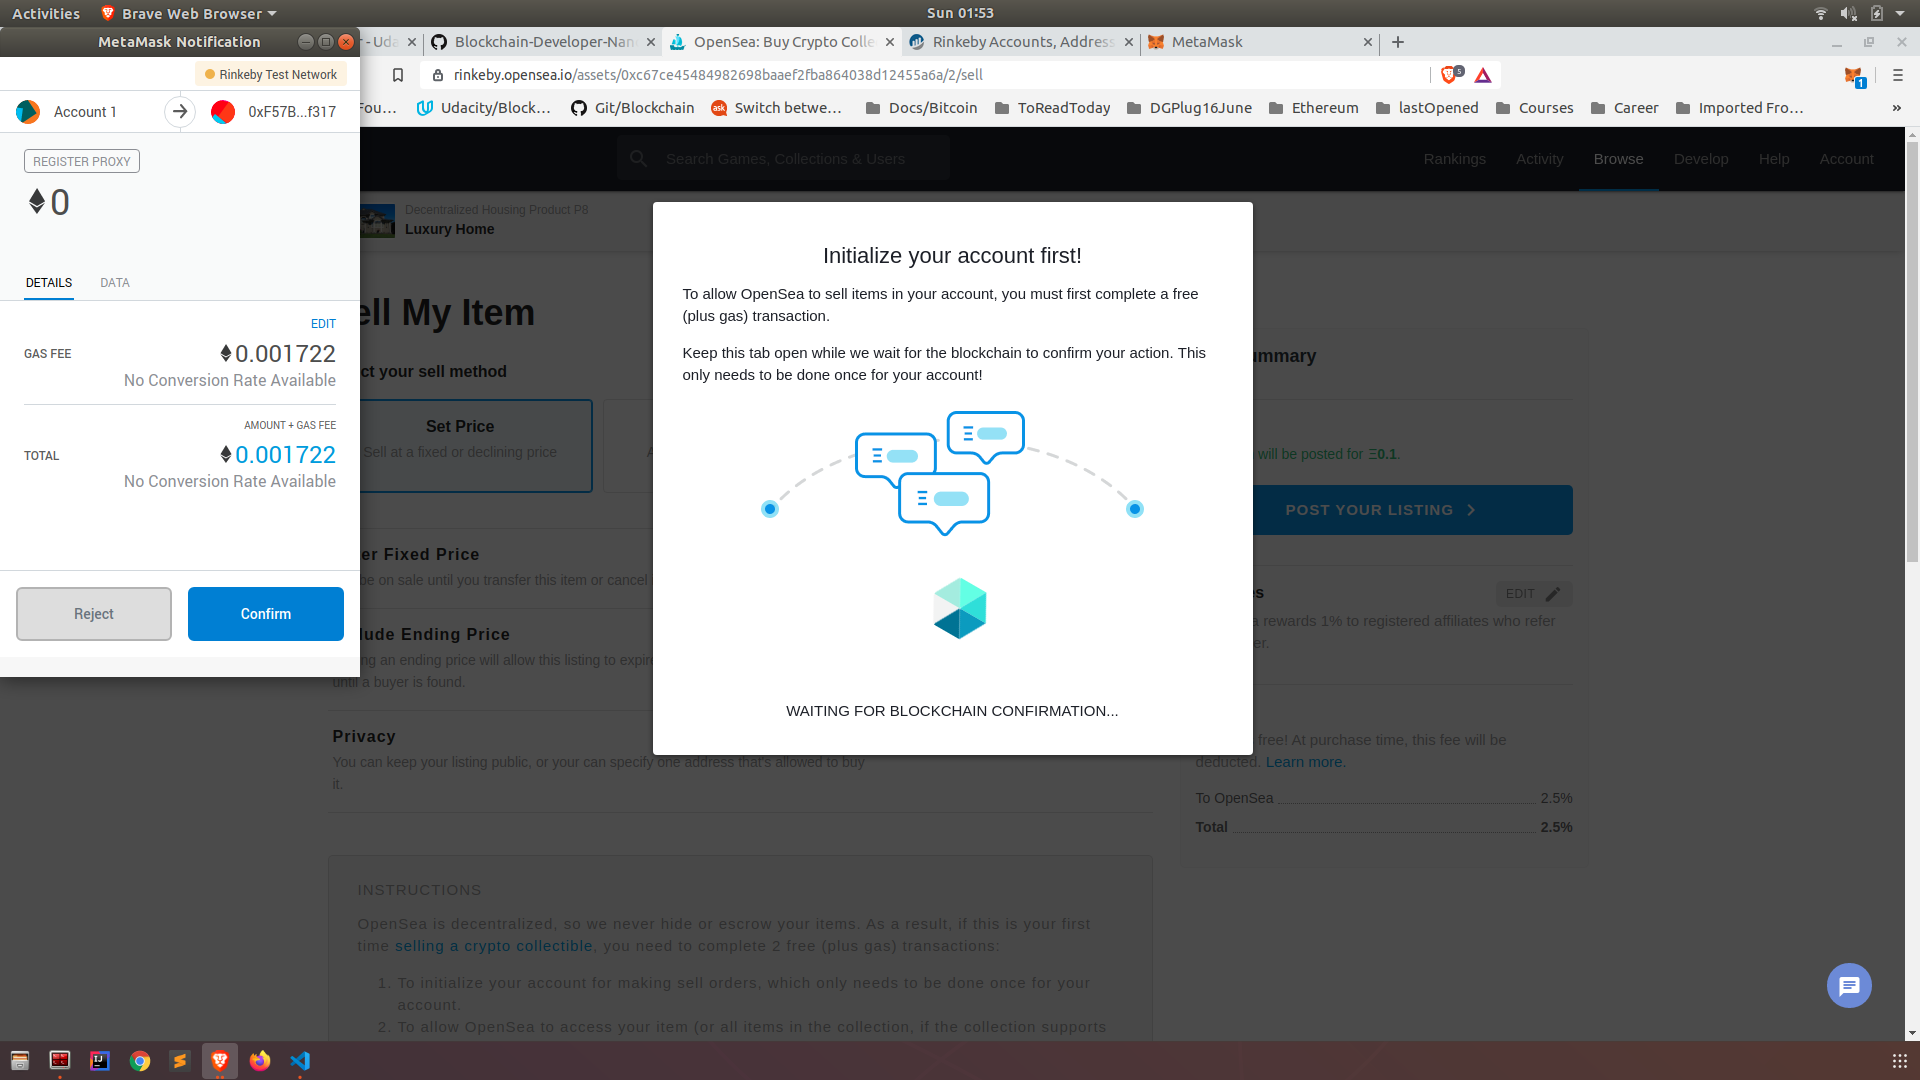 Activities
Brave Web Browser
Sun 01:53
MetaMask Notification
Rinkeby Test Network
Account 1
0xF57B...f317
REGISTER PROXY
0
DETAILS
DATA
EDIT
GAS FEE
0.001722
No Conversion Rate Available
AMOUNT + GAS FEE
TOTAL
0.001722
No Conversion Rate Available
Reject
Confirm
r - Uda
Blockchain-Developer-Nan
OpenSea: Buy Crypto Colle
Rinkeby Accounts, Address
MetaMask
rinkeby.opensea.io/assets/0xc67ce45484982698baaef2fba864038d12455a6a/2/sell
5
1
Fou...
Udacity/Block...
Git/Blockchain
ask
Switch betwe...
Docs/Bitcoin
ToReadToday
DGPlug16June
Ethereum
lastOpened
Courses
Career
Imported Fro...
»
Search Games, Collections & Users
Rankings
Activity
Browse
Develop
Help
Account
Decentralized Housing Product P8
Luxury Home
ell My Item
ct your sell method
Set Price
Sell at a fixed or declining price
A
er Fixed Price
be on sale until you transfer this item or cancel
lude Ending Price
ng an ending price will allow this listing to expire
until a buyer is found.
Privacy
You can keep your listing public, or your can specify one address that's allowed to buy
it.
Initialize your account first!
To allow OpenSea to sell items in your account, you must first complete a free
(plus gas) transaction.
Keep this tab open while we wait for the blockchain to confirm your action. This
only needs to be done once for your account!
WAITING FOR BLOCKCHAIN CONFIRMATION...
ummary
will be posted for Ξ0.1.
POST YOUR LISTING
es
EDIT
a rewards 1% to registered affiliates who refer
er.
free! At purchase time, this fee will be
deducted. Learn more.
To OpenSea 2.5%
Total 2.5%
INSTRUCTIONS
OpenSea is decentralized, so we never hide or escrow your items. As a result, if this is your first
time selling a crypto collectible, you need to complete 2 free (plus gas) transactions:
1. To initialize your account for making sell orders, which only needs to be done once for your
account.
2. To allow OpenSea to access your item (or all items in the collection, if the collection supports